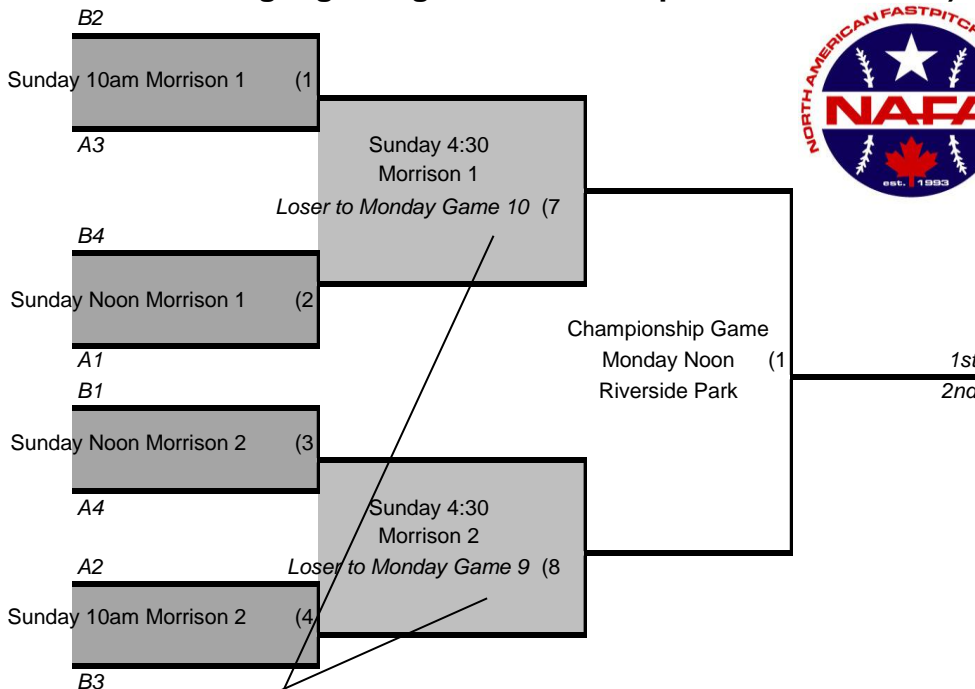 B2
Sunday 10am Morrison 1 (1
A3
Sunday 4:30
Morrison 1
Loser to Monday Game 10 (7
B4
Sunday Noon Morrison 1 (2
A1
Championship Game
Monday Noon (1
Riverside Park
1st
2nd
B1
Sunday Noon Morrison 2 (3
A4
Sunday 4:30
Morrison 2
Loser to Monday Game 9 (8
A2
Sunday 10am Morrison 2 (4
B3
NORTH AMERICAN FASTPITCH
NAFA
est. 1993